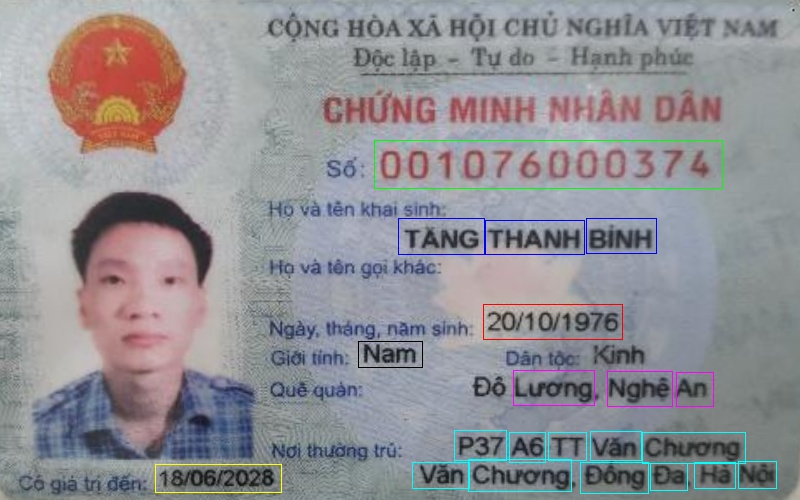 CỘNG HÒA XÃ HỘI CHỦ NGHĨA VIỆT NAM
Độc lập - Tự do - Hạnh phúc
CHỨNG MINH NHÂN DÂN
Số: 001076000374
Họ và tên khai sinh:
TĂNG THANH BÌNH
Họ và tên gọi khác:
Ngày, tháng, năm sinh: 20/10/1976
Giới tính: Nam Dân tộc: Kinh
Quê quán: Đô Lương, Nghệ An
Nơi thường trú: P37 A6 TT Văn Chương
Văn Chương, Đống Đa, Hà Nội
Có giá trị đến: 18/06/2028